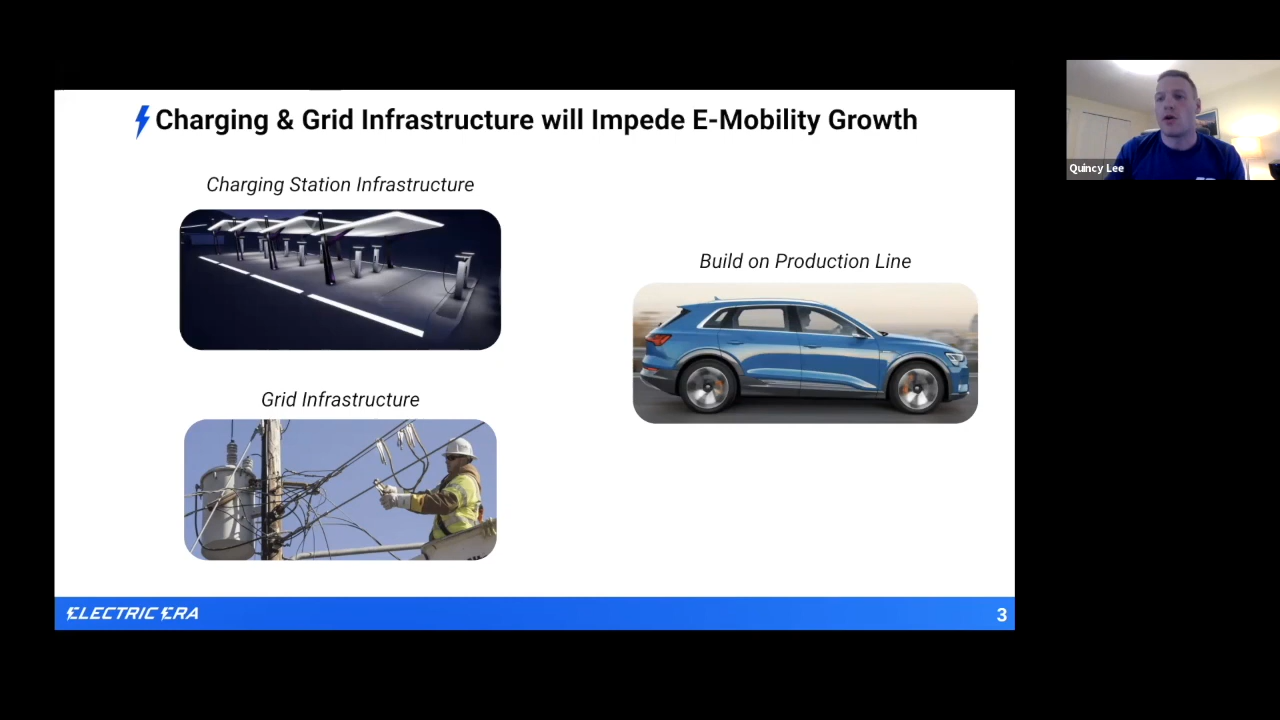 Charging & Grid Infrastructure will Impede E-Mobility Growth
Charging Station Infrastructure
Build on Production Line
Grid Infrastructure
ELECTRIC ERA
3
Quincy Lee